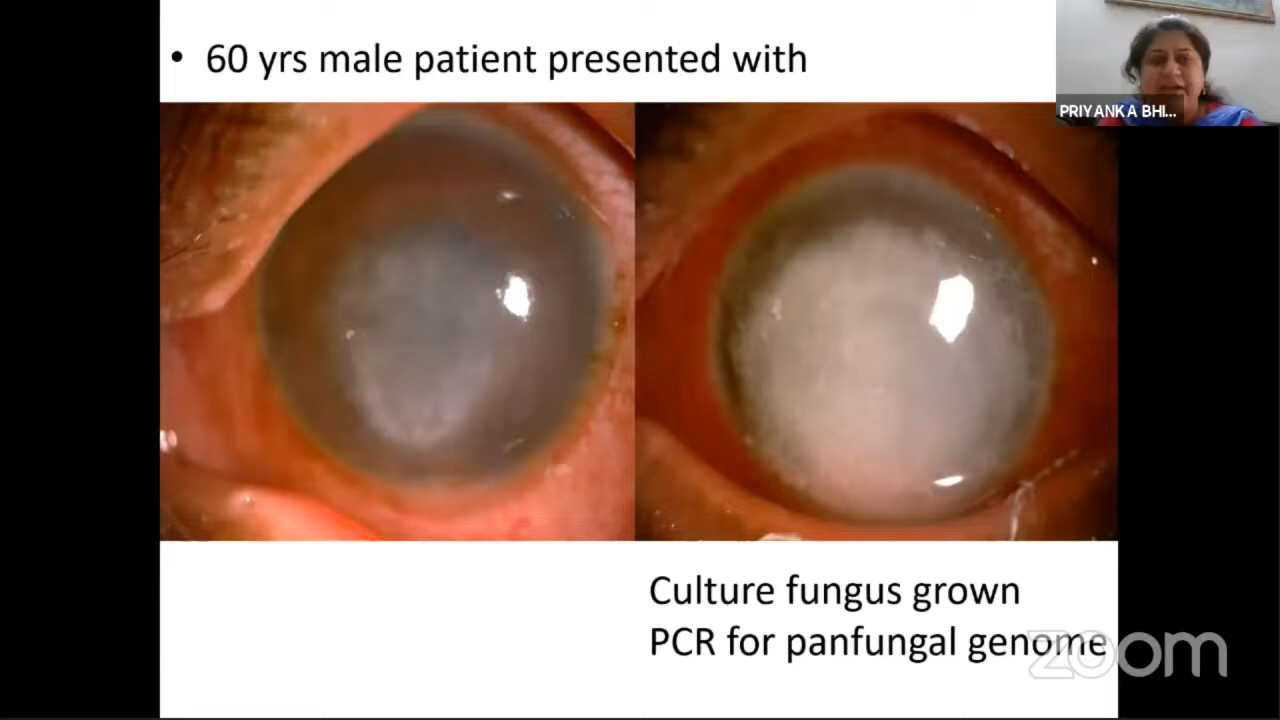 • 60 yrs male patient presented with
PRIYANKA BHI...
Culture fungus grown
PCR for panfungal genome
zoom